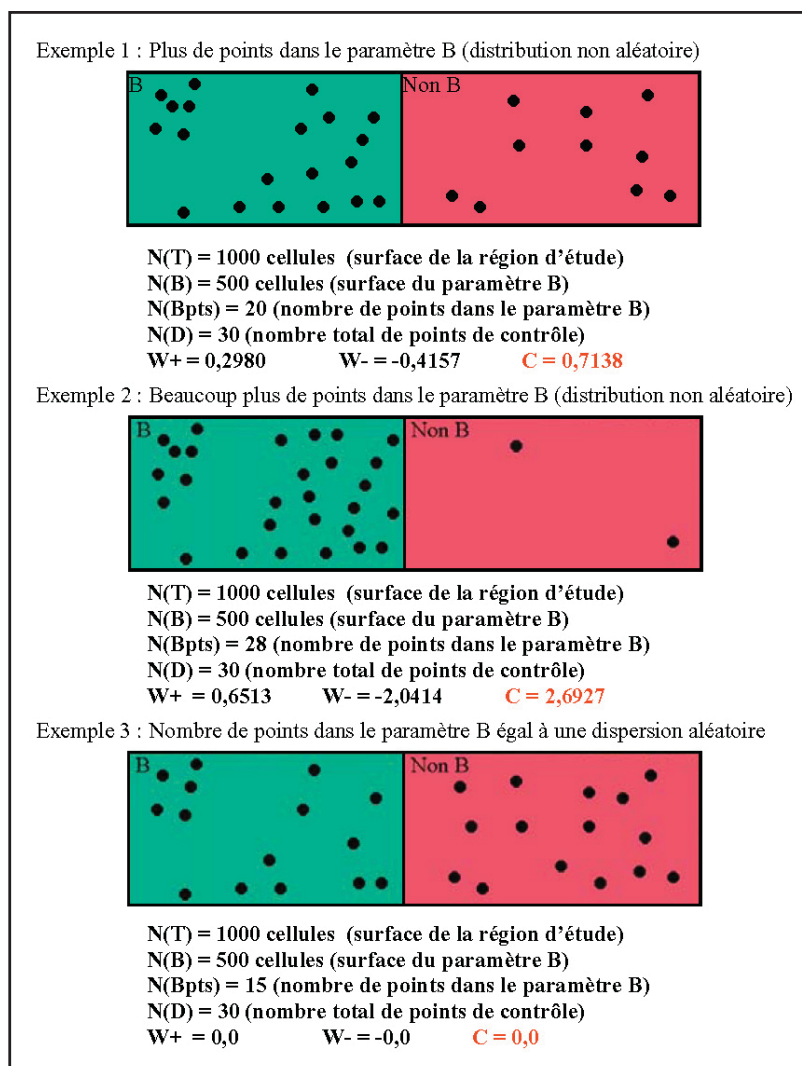 Exemple 1 : Plus de points dans le paramètre B (distribution non aléatoire)
B Non B
N(T) = 1000 cellules (surface de la région d'étude)
N(B) = 500 cellules (surface du paramètre B)
N(Bpts) = 20 (nombre de points dans le paramètre B)
N(D) = 30 (nombre total de points de contrôle)
W+ = 0,2980 W- = -0,4157 C = 0,7138
Exemple 2 : Beaucoup plus de points dans le paramètre B (distribution non aléatoire)
B Non B
N(T) = 1000 cellules (surface de la région d'étude)
N(B) = 500 cellules (surface du paramètre B)
N(Bpts) = 28 (nombre de points dans le paramètre B)
N(D) = 30 (nombre total de points de contrôle)
W+ = 0,6513 W- = -2,0414 C = 2,6927
Exemple 3 : Nombre de points dans le paramètre B égal à une dispersion aléatoire
B Non B
N(T) = 1000 cellules (surface de la région d'étude)
N(B) = 500 cellules (surface du paramètre B)
N(Bpts) = 15 (nombre de points dans le paramètre B)
N(D) = 30 (nombre total de points de contrôle)
W+ = 0,0 W- = -0,0 C = 0,0